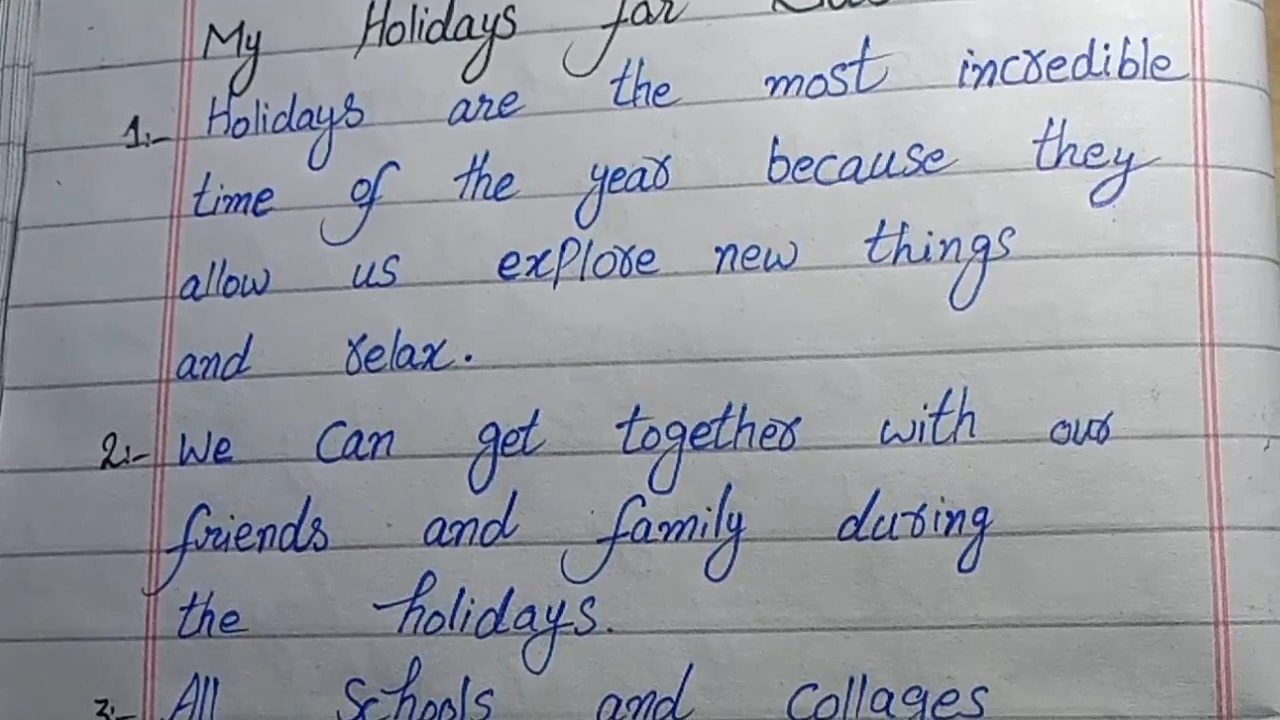 My Holidays far
1:- Holidays are the most incredible
time of the year because they
allow us explore new things
and relax.
2:- We Can get together with our
friends and family during
the holidays.
3:- All Schools and Collages